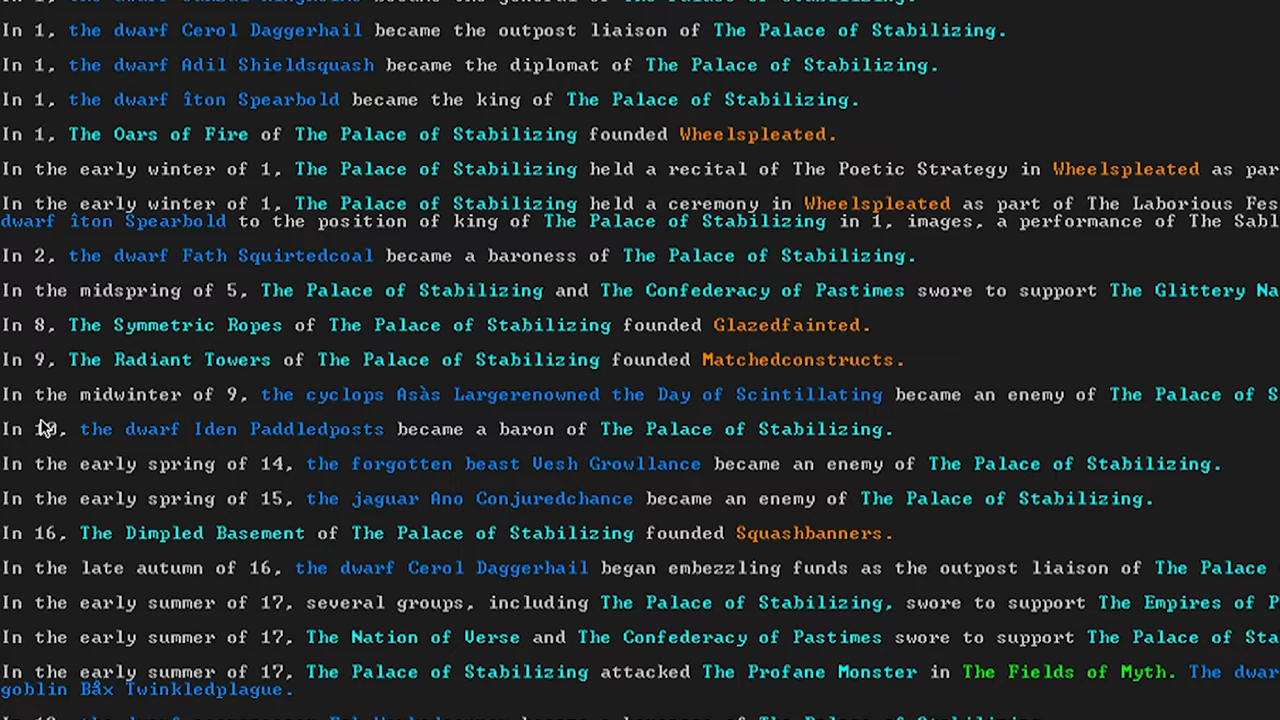 In 1, the dwarf Cerol Daggerhail became the outpost liaison of The Palace of Stabilizing.
In 1, the dwarf Adil Shieldsquash became the diplomat of The Palace of Stabilizing.
In 1, the dwarf îton Spearbold became the king of The Palace of Stabilizing.
In 1, The Oars of Fire of The Palace of Stabilizing founded Wheelspleated.
In the early winter of 1, The Palace of Stabilizing held a recital of The Poetic Strategy in Wheelspleated as par
In the early winter of 1, The Palace of Stabilizing held a ceremony in Wheelspleated as part of The Laborious Fes
dwarf îton Spearbold to the position of king of The Palace of Stabilizing in 1, images, a performance of The Sabl
In 2, the dwarf Fath Squirtedcoal became a baroness of The Palace of Stabilizing.
In the midspring of 5, The Palace of Stabilizing and The Confederacy of Pastimes swore to support The Glittery Na
In 8, The Symmetric Ropes of The Palace of Stabilizing founded Glazedfainted.
In 9, The Radiant Towers of The Palace of Stabilizing founded Matchedconstructs.
In the midwinter of 9, the cyclops Asàs Largerenowned the Day of Scintillating became an enemy of The Palace of S
In the dwarf Iden Paddledposts became a baron of The Palace of Stabilizing.
In the early spring of 14, the forgotten beast Vesh Growllance became an enemy of The Palace of Stabilizing.
In the early spring of 15, the jaguar Ano Conjuredchance became an enemy of The Palace of Stabilizing.
In 16, The Dimpled Basement of The Palace of Stabilizing founded Squashbanners.
In the late autumn of 16, the dwarf Cerol Daggerhail began embezzling funds as the outpost liaison of The Palace
In the early summer of 17, several groups, including The Palace of Stabilizing, swore to support The Empires of P
In the early summer of 17, The Nation of Verse and The Confederacy of Pastimes swore to support The Palace of Sta
In the early summer of 17, The Palace of Stabilizing attacked The Profane Monster in The Fields of Myth. The dwar
goblin Båx Twinkledplague.